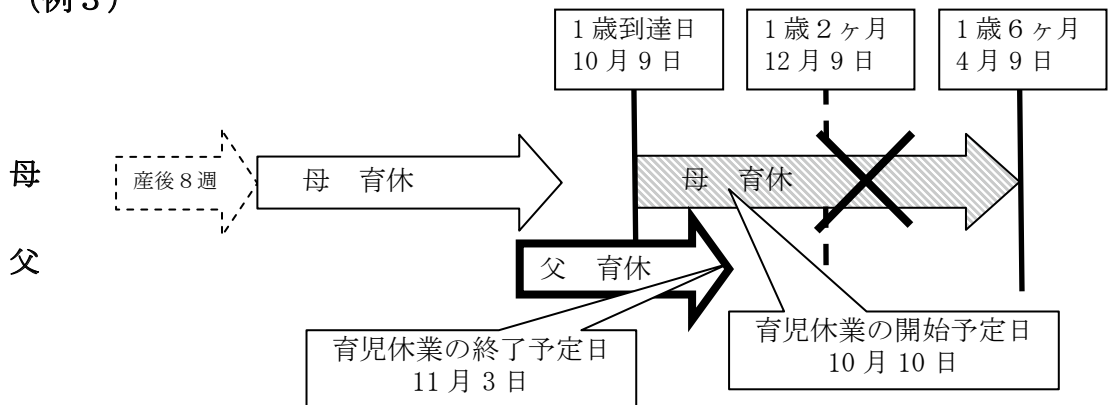 （例３）
１歳到達日
10月9日
１歳２ヶ月
12月9日
１歳６ヶ月
4月9日
母
産後８週
母　育休
母　育休
父
父　育休
育児休業の終了予定日
11月3日
育児休業の開始予定日
10月10日